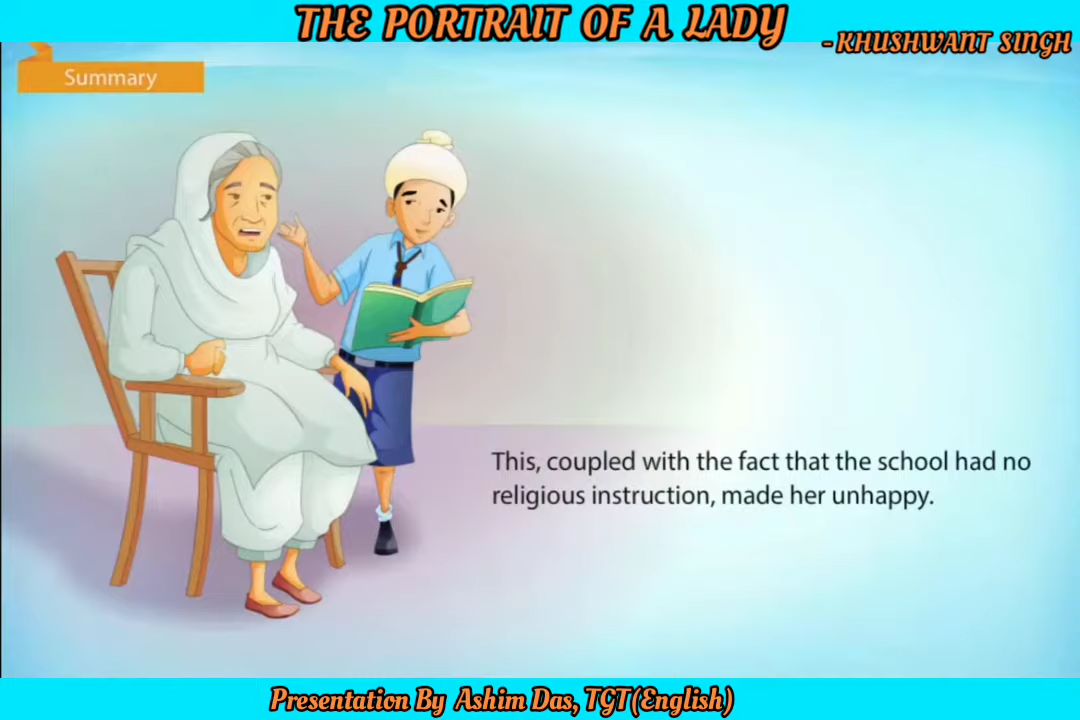 THE PORTRAIT OF A LADY
- KHUSHWANT SINGH
Summary
This, coupled with the fact that the school had no
religious instruction, made her unhappy.
Presentation By Ashim Das, TGT(English)